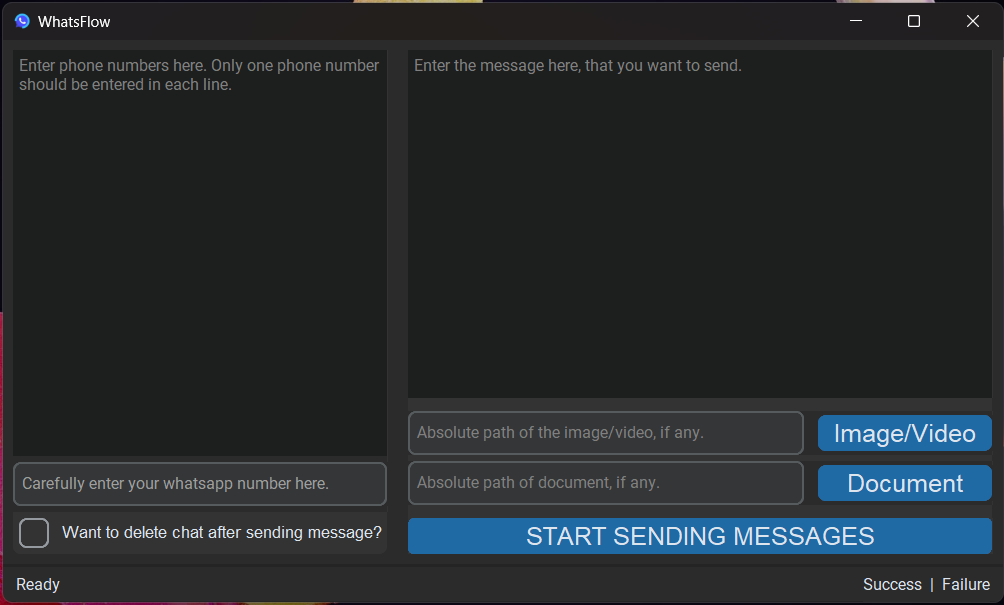 WhatsFlow
Enter phone numbers here. Only one phone number
should be entered in each line.
Enter the message here, that you want to send.
Absolute path of the image/video, if any.
Image/Video
Carefully enter your whatsapp number here.
Absolute path of document, if any.
Document
Want to delete chat after sending message?
START SENDING MESSAGES
Ready
Success | Failure